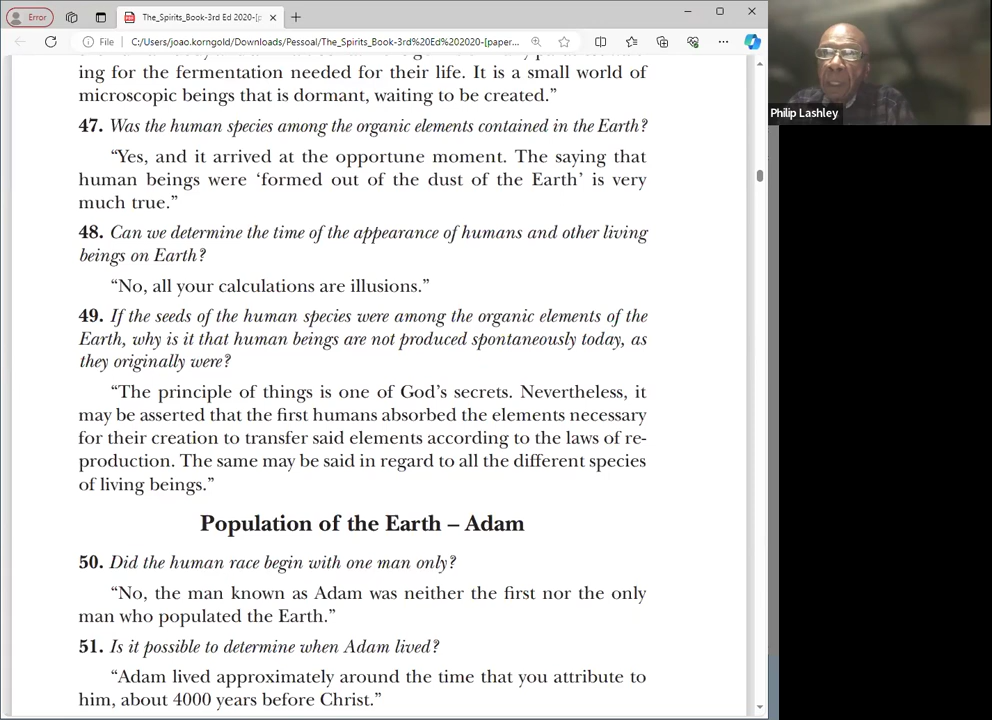 Error
The_Spirits_Book-3rd Ed 2020-[p
File
C:/Users/joao.korngold/Downloads/Pessoal/The_Spirits_Book-3rd%20Ed%202020-[paper...
Philip Lashley
ing for the fermentation needed for their life. It is a small world of
microscopic beings that is dormant, waiting to be created.”
47. Was the human species among the organic elements contained in the Earth?
“Yes, and it arrived at the opportune moment. The saying that
human beings were ‘formed out of the dust of the Earth’ is very
much true.”
48. Can we determine the time of the appearance of humans and other living
beings on Earth?
“No, all your calculations are illusions.”
49. If the seeds of the human species were among the organic elements of the
Earth, why is it that human beings are not produced spontaneously today, as
they originally were?
“The principle of things is one of God’s secrets. Nevertheless, it
may be asserted that the first humans absorbed the elements necessary
for their creation to transfer said elements according to the laws of re-
production. The same may be said in regard to all the different species
of living beings.”
Population of the Earth – Adam
50. Did the human race begin with one man only?
“No, the man known as Adam was neither the first nor the only
man who populated the Earth.”
51. Is it possible to determine when Adam lived?
“Adam lived approximately around the time that you attribute to
him, about 4000 years before Christ.”